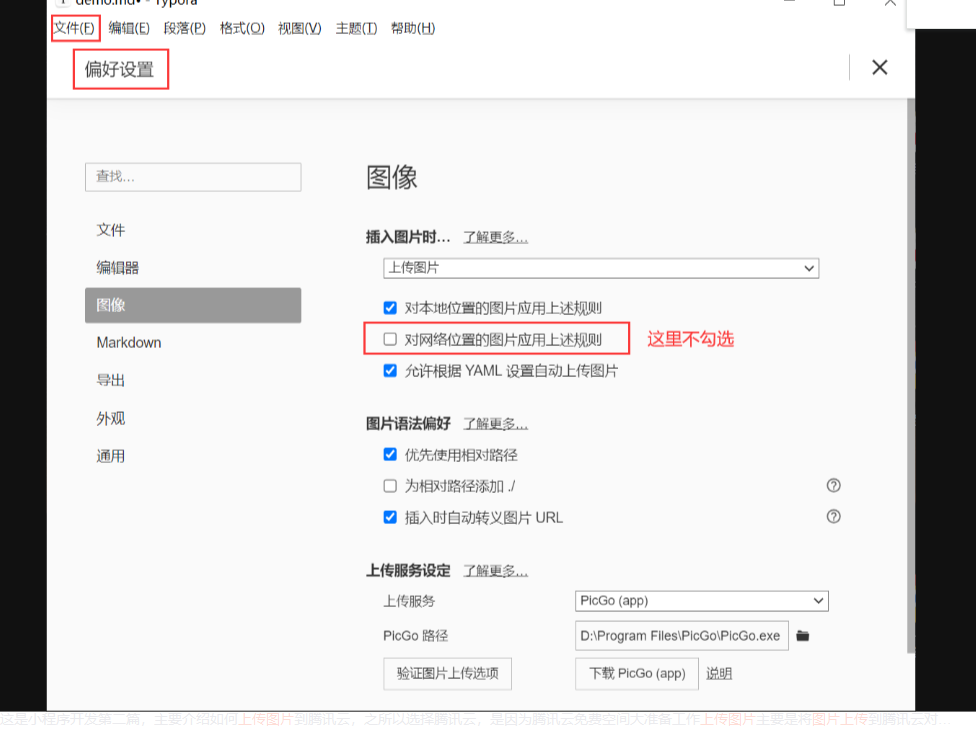 demo.md• - Typora
文件(F) 编辑(E) 段落(P) 格式(O) 视图(V) 主题(T) 帮助(H)
偏好设置
查找...
文件
编辑器
图像
Markdown
导出
外观
通用
图像
插入图片时... 了解更多...
上传图片
对本地位置的图片应用上述规则
对网络位置的图片应用上述规则 这里不勾选
允许根据 YAML 设置自动上传图片
图片语法偏好 了解更多...
优先使用相对路径
为相对路径添加 ./
插入时自动转义图片 URL
上传服务设定 了解更多...
上传服务 PicGo (app)
PicGo 路径 D:\Program Files\PicGo\PicGo.exe
验证图片上传选项 下载 PicGo (app) 说明
这是小程序开发第二篇，主要介绍如何上传图片到腾讯云，之所以选择腾讯云，是因为腾讯云免费空间大准备工作上传图片主要是将图片上传到腾讯云对...